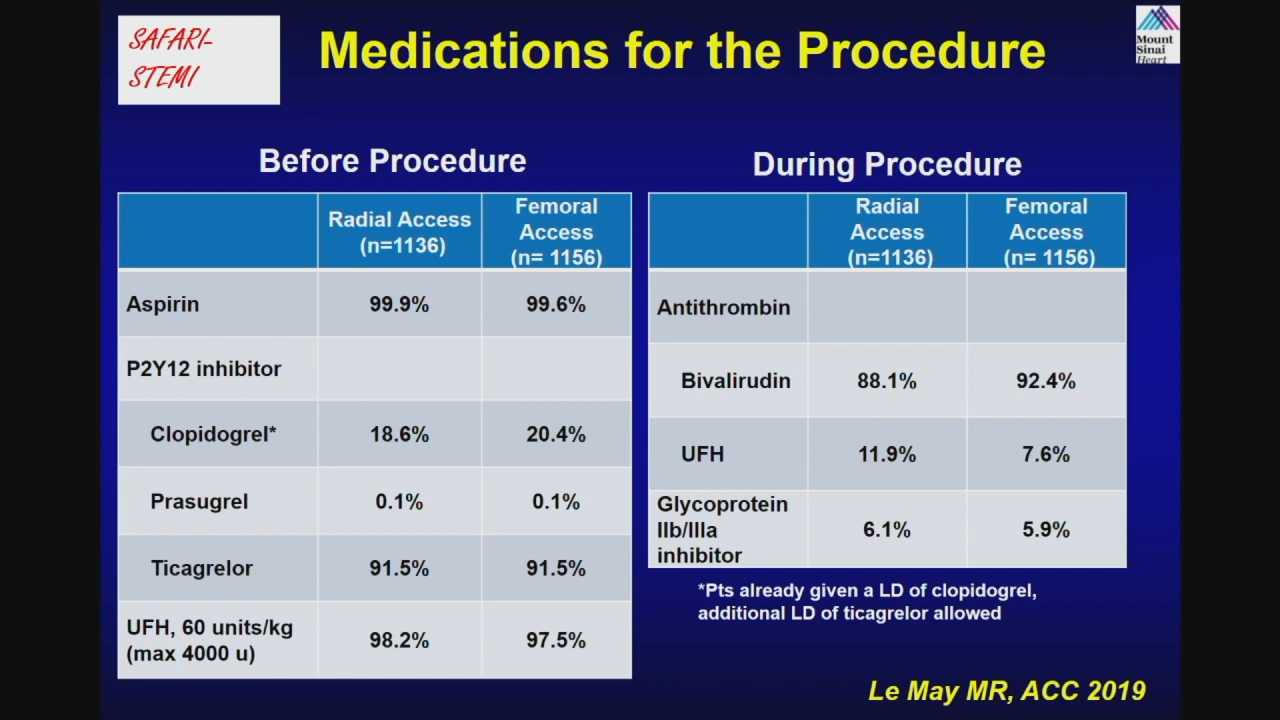 SAFARI-
STEMI
Medications for the Procedure
Mount
Sinai
Heart
Before Procedure
Radial Access
(n=1136)
Femoral
Access
(n= 1156)
Aspirin 99.9% 99.6%
P2Y12 inhibitor
Clopidogrel* 18.6% 20.4%
Prasugrel 0.1% 0.1%
Ticagrelor 91.5% 91.5%
UFH, 60 units/kg
(max 4000 u)
98.2% 97.5%
During Procedure
Radial
Access
(n=1136)
Femoral
Access
(n= 1156)
Antithrombin
Bivalirudin 88.1% 92.4%
UFH 11.9% 7.6%
Glycoprotein
IIb/IIIa
inhibitor
6.1% 5.9%
*Pts already given a LD of clopidogrel,
additional LD of ticagrelor allowed
Le May MR, ACC 2019